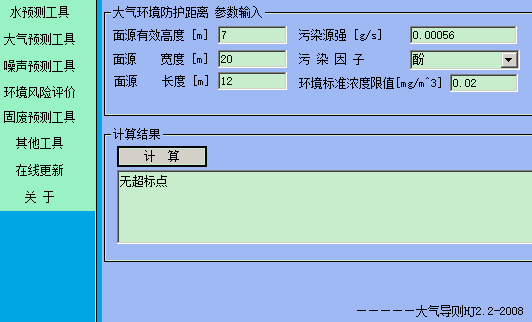 水预测工具
大气预测工具
噪声预测工具
环境风险评价
固废预测工具
其他工具
在线更新
关 于
大气环境防护距离 参数输入
面源有效高度 [m] 7 污染源强 [g/s] 0.00056
面源 宽度 [m] 20 污 染 因 子 酚
面源 长度 [m] 12 环境标准浓度限值[mg/m^3] 0.02
计算结果
计 算
无超标点
－－－－－大气导则HJ2.2-2008